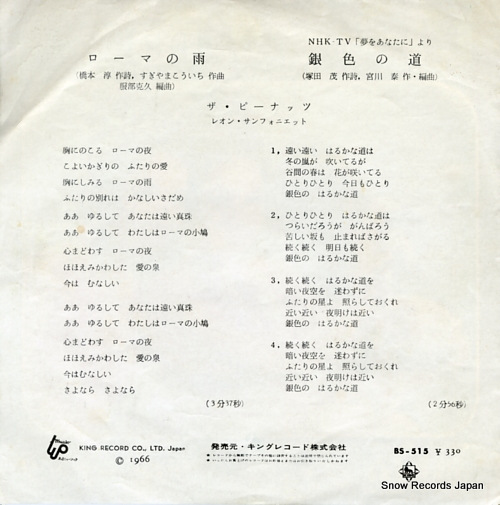 ローマの雨
(橋本 淳 作詩, すぎやまこういち 作曲
服部克久 編曲)
NHK-TV「夢をあなたに」より
銀色の道
(塚田 茂 作詩, 宮川 泰 作・編曲)
ザ・ピーナッツ
レオン・サンフォニエット
胸にのこる ローマの夜
こよいかぎりの ふたりの愛
胸にしみる ローマの雨
ふたりの別れは かなしいさだめ
ああ ゆるして あなたは遠い真珠
ああ ゆるして わたしはローマの小鳩
心まどわす ローマの夜
ほほえみかわした 愛の泉
今は むなしい
ああ ゆるして あなたは遠い真珠
ああ ゆるして わたしはローマの小鳩
心まどわす ローマの夜
ほほえみかわした 愛の泉
今はむなしい
さよなら さよなら
(3分37秒)
1, 遠い遠い はるかな道は
冬の嵐が 吹いてるが
谷間の春は 花が咲いてる
ひとりひとり 今日もひとり
銀色の はるかな道
2, ひとりひとり はるかな道は
つらいだろうが がんばろう
苦しい坂も 止まればさがる
続く続く 明日も続く
銀色の はるかな道
3, 続く続く はるかな道を
暗い夜空を 迷わずに
ふたりの星よ 照らしておくれ
近い近い 夜明けは近い
銀色の はるかな道
4, 続く続く はるかな道を
暗い夜空を 迷わずに
ふたりの星よ 照らしておくれ
近い近い 夜明けは近い
銀色の はるかな道
(2分56秒)
KING RECORD CO., LTD. Japan
© 1966
発売元・キングレコード株式会社
BS-515 ¥330
Snow Records Japan